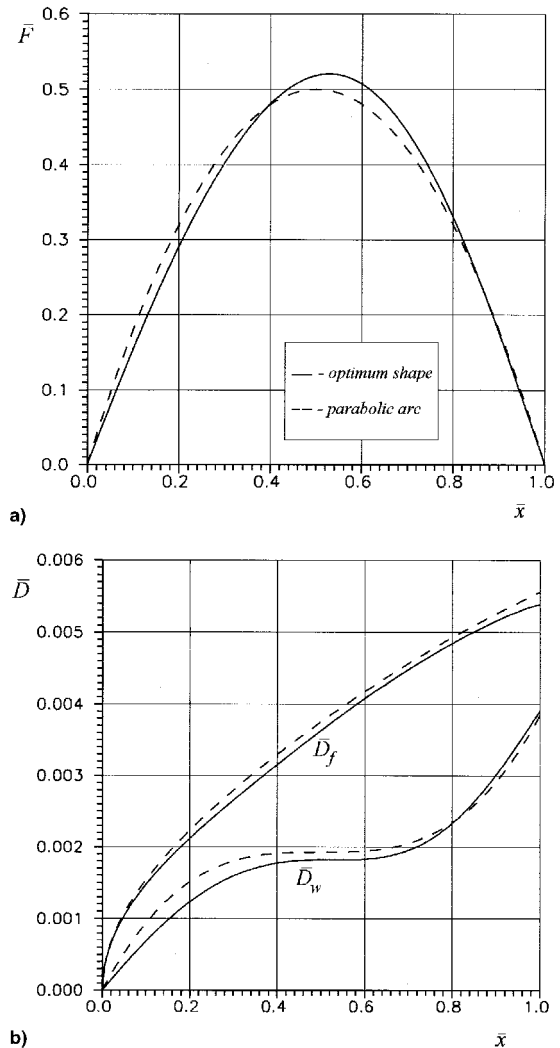 F̄
0.6
0.5
0.4
0.3
0.2
0.1
0.0
— - optimum shape
-- - parabolic arc
0.0 0.2 0.4 0.6 0.8 1.0
a)
x̄
D̄
0.006
0.005
0.004
0.003
0.002
0.001
0.000
D̄f
D̄w
0.0 0.2 0.4 0.6 0.8 1.0
b)
x̄